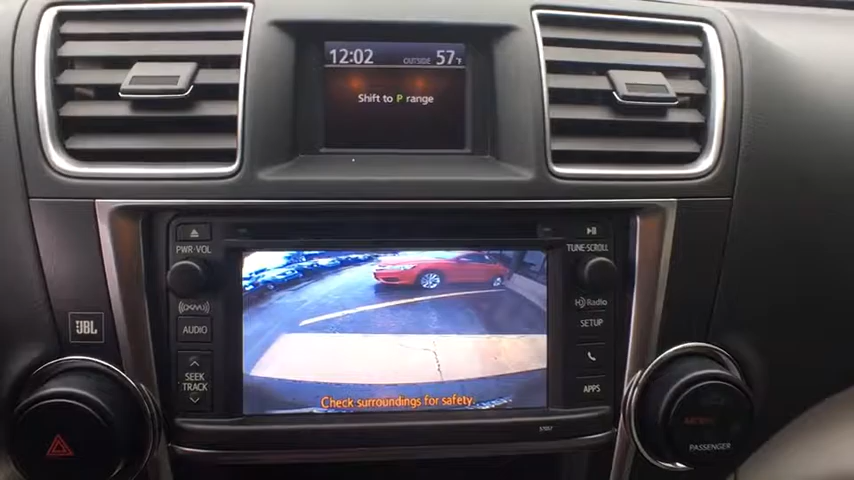 12:02 OUTSIDE 57°F
Shift to P range
PWR·VOL
TUNE·SCROLL
HD Radio
AUDIO
SETUP
SEEK
TRACK
APPS
JBL
Check surroundings for safety.
57057
PASSENGER